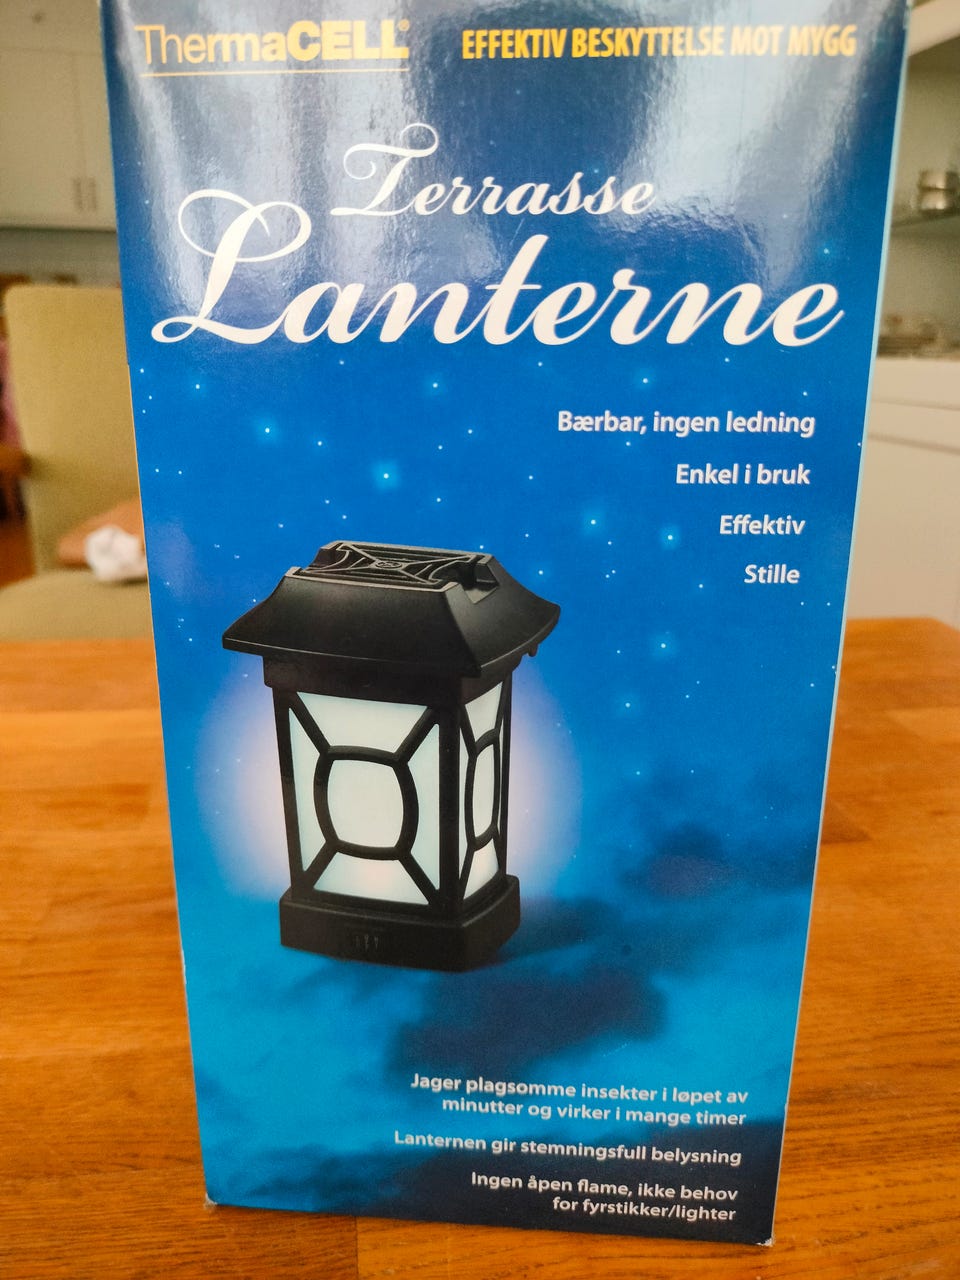 ThermaCELL® EFFEKTIV BESKYTTELSE MOT MYGG
Terrasse
Lanterne
Bærbar, ingen ledning
Enkel i bruk
Effektiv
Stille
Jager plagsomme insekter i løpet av
minutter og virker i mange timer
Lanternen gir stemningsfull belysning
Ingen åpen flame, ikke behov
for fyrstikker/lighter